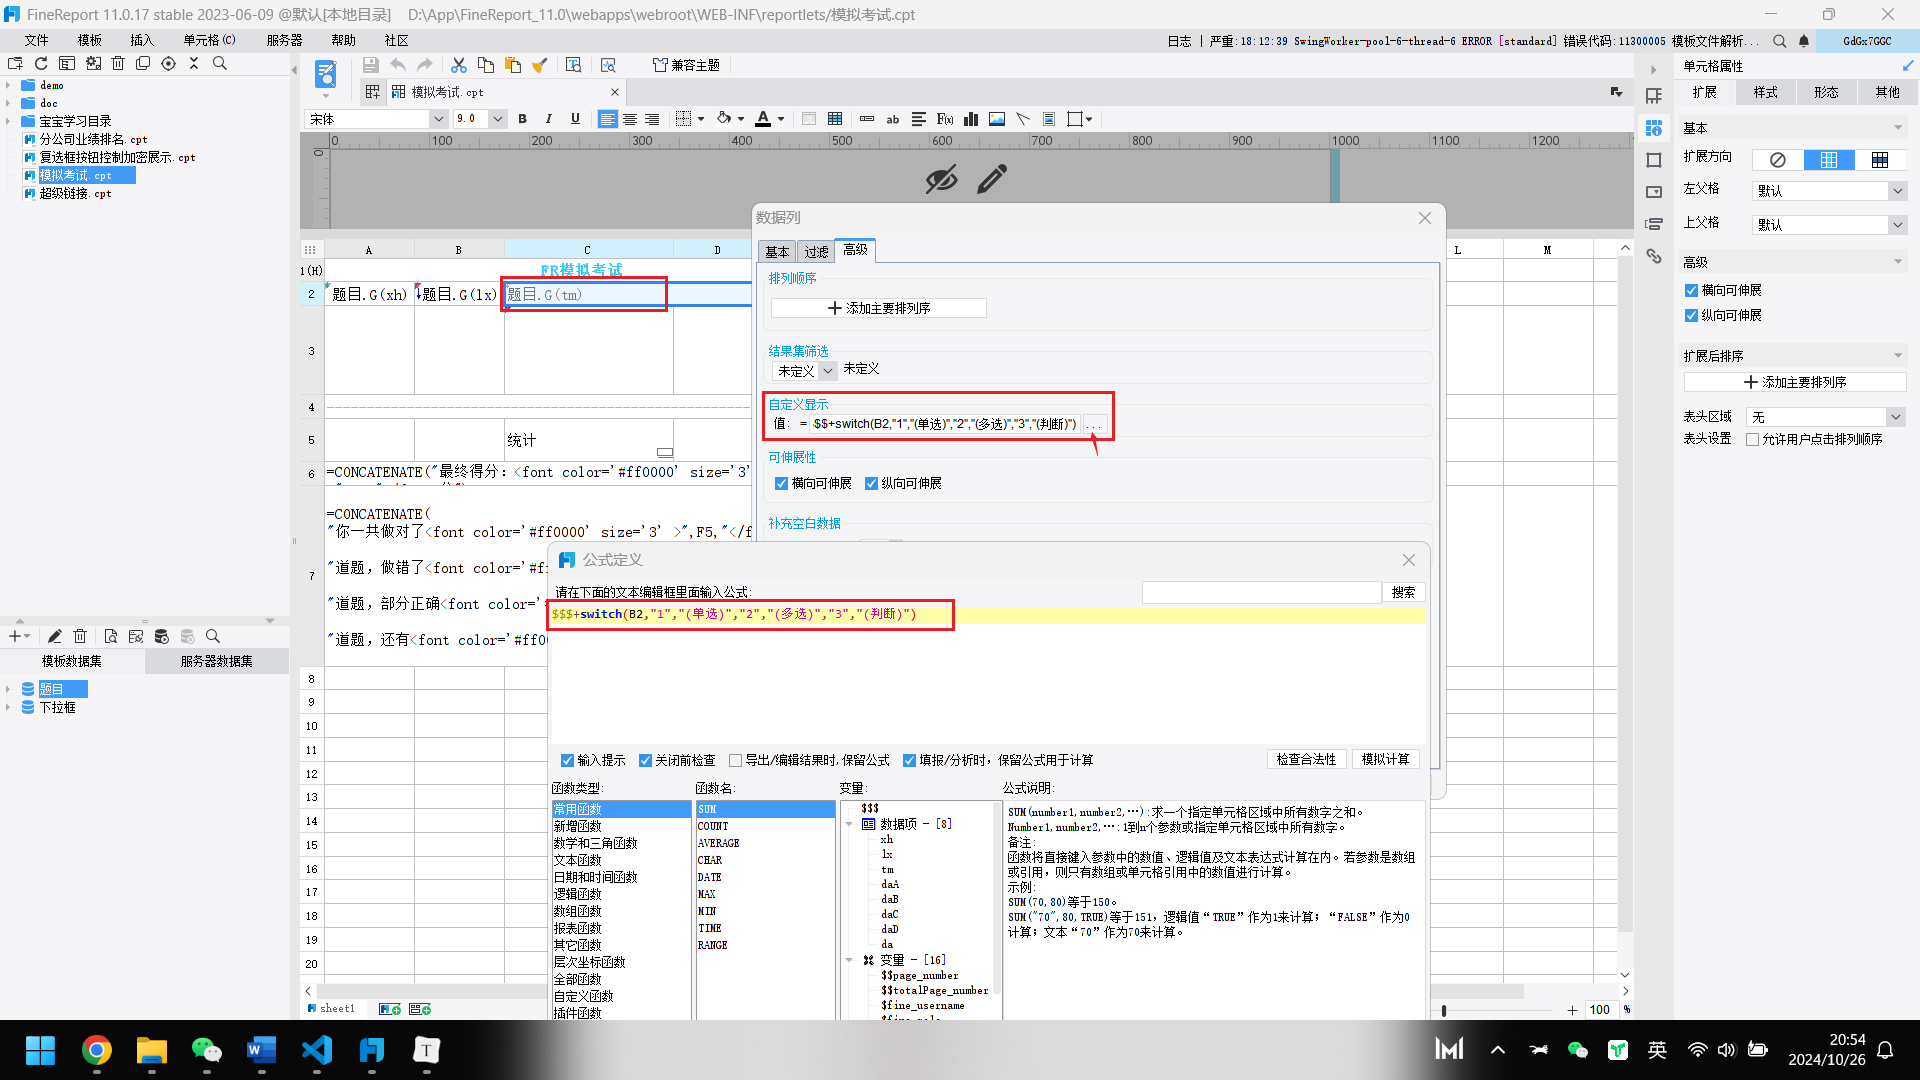 FineReport 11.0.17 stable 2023-06-09 @默认[本地目录]    D:\App\FineReport_11.0\webapps\webroot\WEB-INF\reportlets/模拟考试.cpt
文件 模板 插入 单元格(C) 服务器 帮助 社区
日志 | 严重:18:12:39 SwingWorker-pool-6-thread-6 ERROR [standard] 错误代码:11300005 模板文件解析...
GdGx7GGC
demo
doc
宝宝学习目录
分公司业绩排名.cpt
复选框按钮控制加密展示.cpt
模拟考试.cpt
超级链接.cpt
模板数据集 服务器数据集
题目
下拉框
兼容主题
模拟考试.cpt
宋体 9.0 B I U
0 100 200 300 400 500 600 700 800 900 1000 1100 1200
0
A B C D L M
1(H) FR模拟考试
2 题目.G(xh) 题目.G(lx) 题目.G(tm)
3
4
5 统计
6 =CONCATENATE("最终得分：<font color='#ff0000' size='3'
7 =CONCATENATE(
"你一共做对了<font color='#ff0000' size='3' >",F5,"</f
"道题，做错了<font color='#f
"道题，部分正确<font color='
"道题，还有<font color='#ff0
8
9
10
11
12
13
14
15
16
17
18
19
20
sheet1
100 %
数据列
基本 过滤 高级
排列顺序
添加主要排列序
结果集筛选
未定义 未定义
自定义显示
值： = $$+switch(B2,"1","(单选)","2","(多选)","3","(判断)") ...
可伸展性
横向可伸展 纵向可伸展
补充空白数据
公式定义
请在下面的文本编辑框里面输入公式:
搜索
$$$+switch(B2,"1","(单选)","2","(多选)","3","(判断)")
输入提示 关闭前检查 导出/编辑结果时,保留公式 填报/分析时，保留公式用于计算
检查合法性 模拟计算
函数类型:
常用函数
新增函数
数学和三角函数
文本函数
日期和时间函数
逻辑函数
数组函数
报表函数
其它函数
层次坐标函数
全部函数
自定义函数
插件函数
函数名:
SUM
COUNT
AVERAGE
CHAR
DATE
MAX
MIN
TIME
RANGE
变量:
$$$
数据项 - [8]
xh
lx
tm
daA
daB
daC
daD
da
变量 - [16]
$$page_number
$$totalPage_number
$fine_username
公式说明:
SUM(number1,number2,…):求一个指定单元格区域中所有数字之和。
Number1,number2,…:1到n个参数或指定单元格区域中所有数字。
备注:
函数将直接键入参数中的数值、逻辑值及文本表达式计算在内。若参数是数组
或引用，则只有数组或单元格引用中的数值进行计算。
示例:
SUM(70,80)等于150。
SUM("70",80,TRUE)等于151，逻辑值“TRUE”作为1来计算；“FALSE”作为0
计算；文本“70”作为70来计算。
单元格属性
扩展 样式 形态 其他
基本
扩展方向
左父格 默认
上父格 默认
高级
横向可伸展
纵向可伸展
扩展后排序
添加主要排列序
表头区域 无
表头设置 允许用户点击排列顺序
英
20:54
2024/10/26